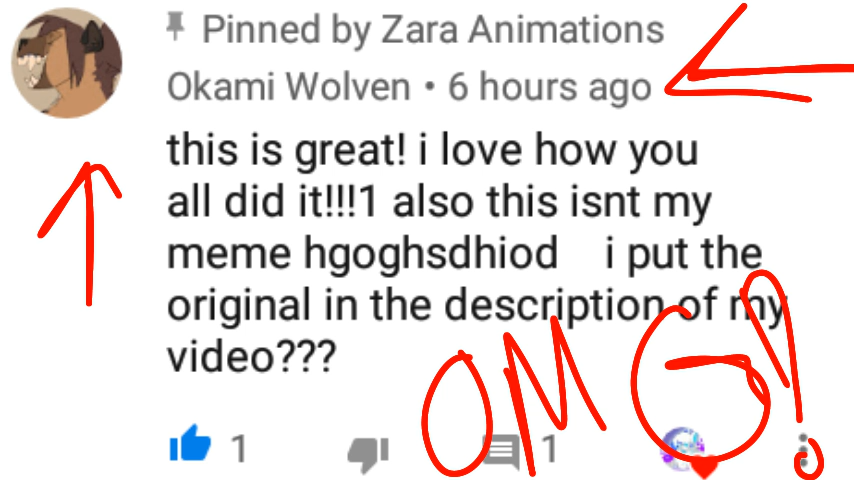 Pinned by Zara Animations
Okami Wolven • 6 hours ago
this is great! i love how you
all did it!!!1 also this isnt my
meme hgoghsdhiod i put the
original in the description of my
video???
OMG!
1
1